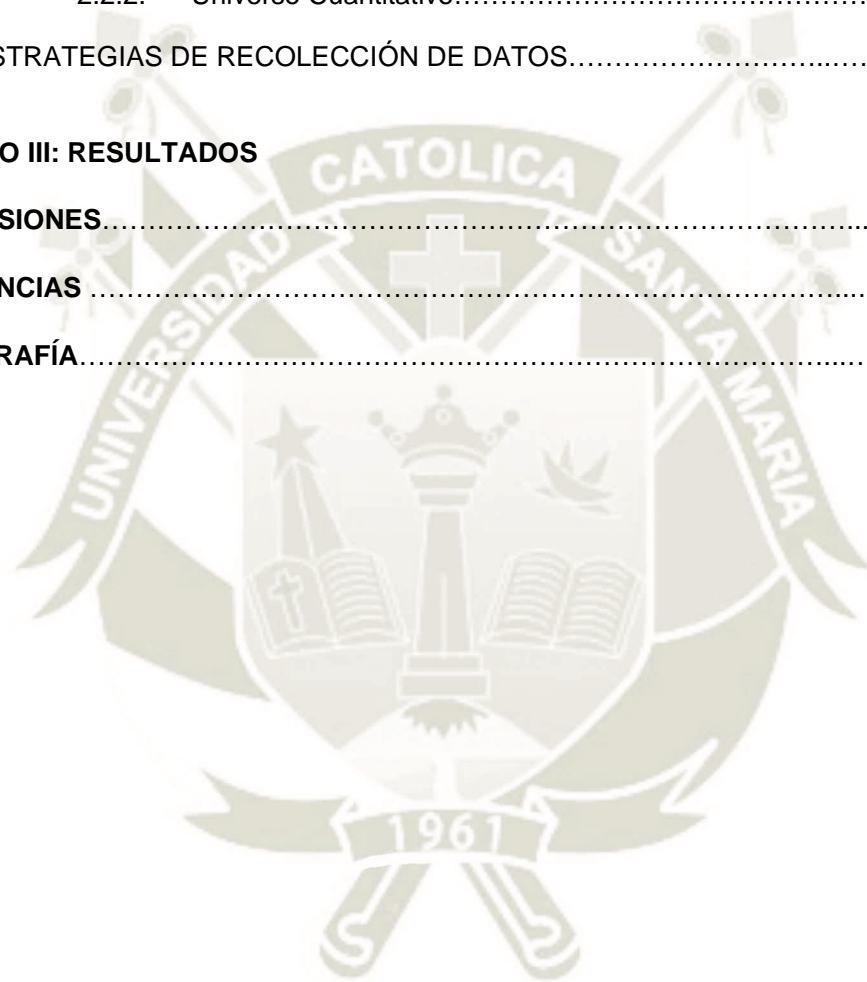 2.2.2. Universo Cuantitativo……………………………………
STRATEGIAS DE RECOLECCIÓN DE DATOS………………………..……
O III: RESULTADOS
SIONES……………………………………………………………………...
NCIAS ……………………………………………………………………...…
RAFÍA……………………………………………………………………...…
UNIVERSIDAD CATOLICA SANTA MARIA
1961